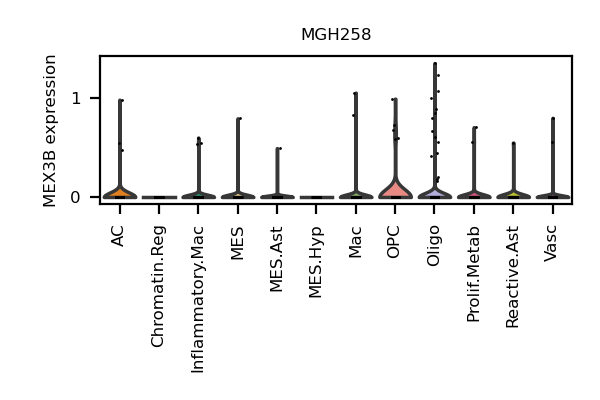 MGH258
MEX3B expression
1
0
AC
Chromatin.Reg
Inflammatory.Mac
MES
MES.Ast
MES.Hyp
Mac
OPC
Oligo
Prolif.Metab
Reactive.Ast
Vasc